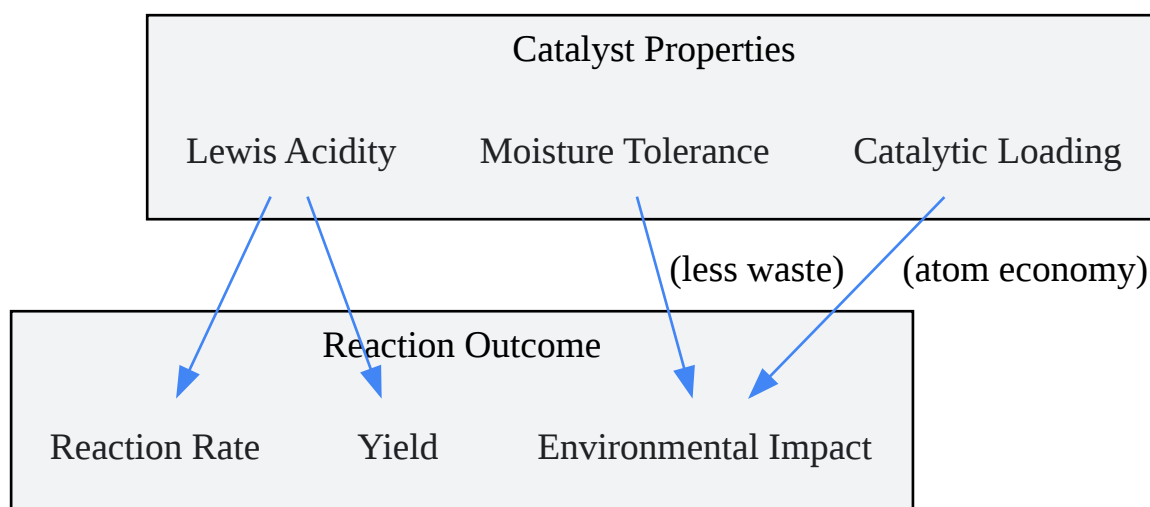 Catalyst Properties
Lewis Acidity Moisture Tolerance Catalytic Loading
(less waste) (atom economy)
Reaction Outcome
Reaction Rate Yield Environmental Impact